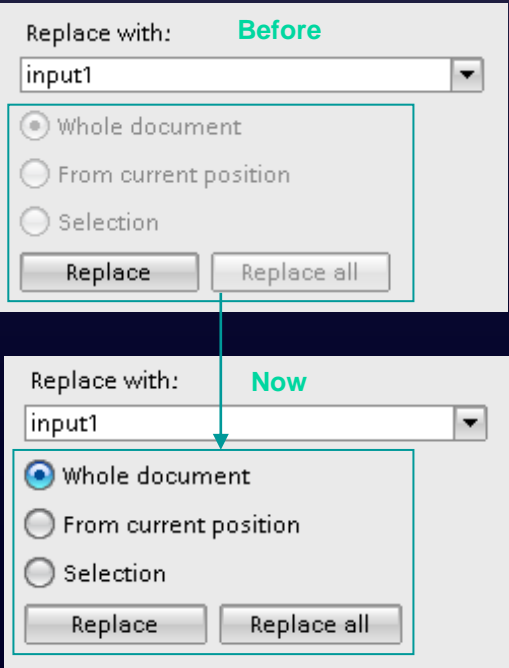 Replace with: Before
input1
Whole document
From current position
Selection
Replace Replace all
Replace with: Now
input1
Whole document
From current position
Selection
Replace Replace all